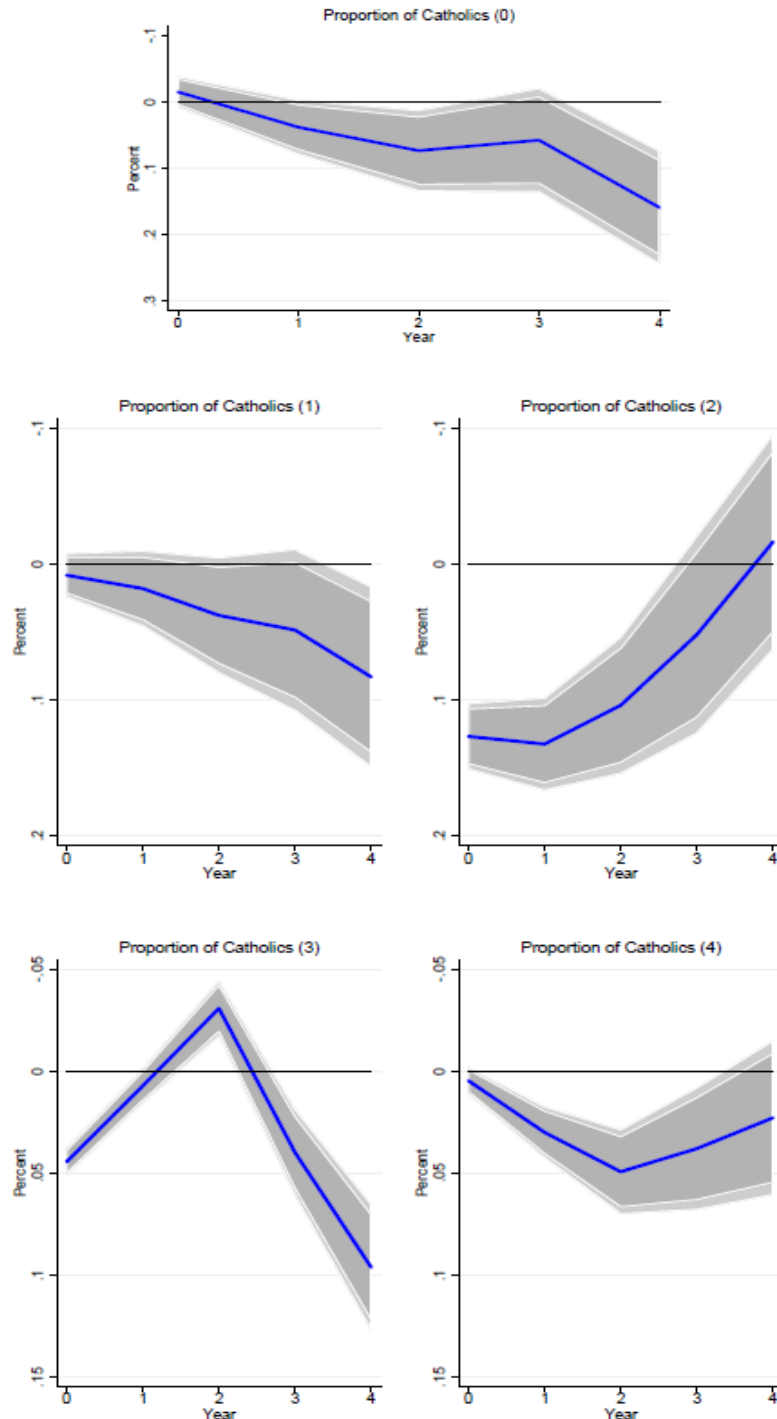 Proportion of Catholics (0)
-.1
0
.1
.2
.3
Percent
0 1 2 3 4
Year
Proportion of Catholics (1)
-.1
0
.1
.2
Percent
0 1 2 3 4
Year
Proportion of Catholics (2)
-.1
0
.1
.2
Percent
0 1 2 3 4
Year
Proportion of Catholics (3)
-.05
0
.05
.1
.15
Percent
0 1 2 3 4
Year
Proportion of Catholics (4)
-.05
0
.05
.1
.15
Percent
0 1 2 3 4
Year